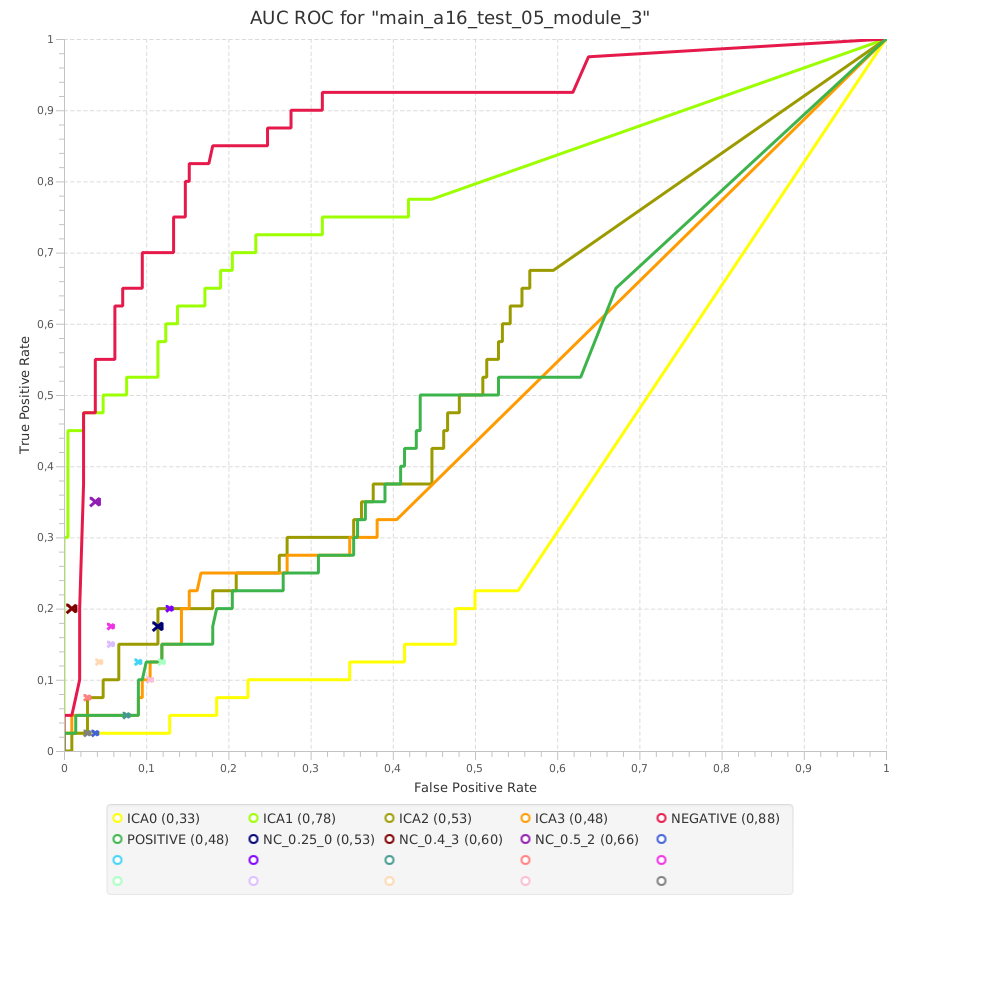 AUC ROC for "main_a16_test_05_module_3"
1
0,9
0,8
0,7
0,6
0,5
0,4
0,3
0,2
0,1
0
True Positive Rate
0 0,1 0,2 0,3 0,4 0,5 0,6 0,7 0,8 0,9 1
False Positive Rate
ICA0 (0,33) ICA1 (0,78) ICA2 (0,53) ICA3 (0,48) NEGATIVE (0,88)
POSITIVE (0,48) NC_0.25_0 (0,53) NC_0.4_3 (0,60) NC_0.5_2 (0,66)